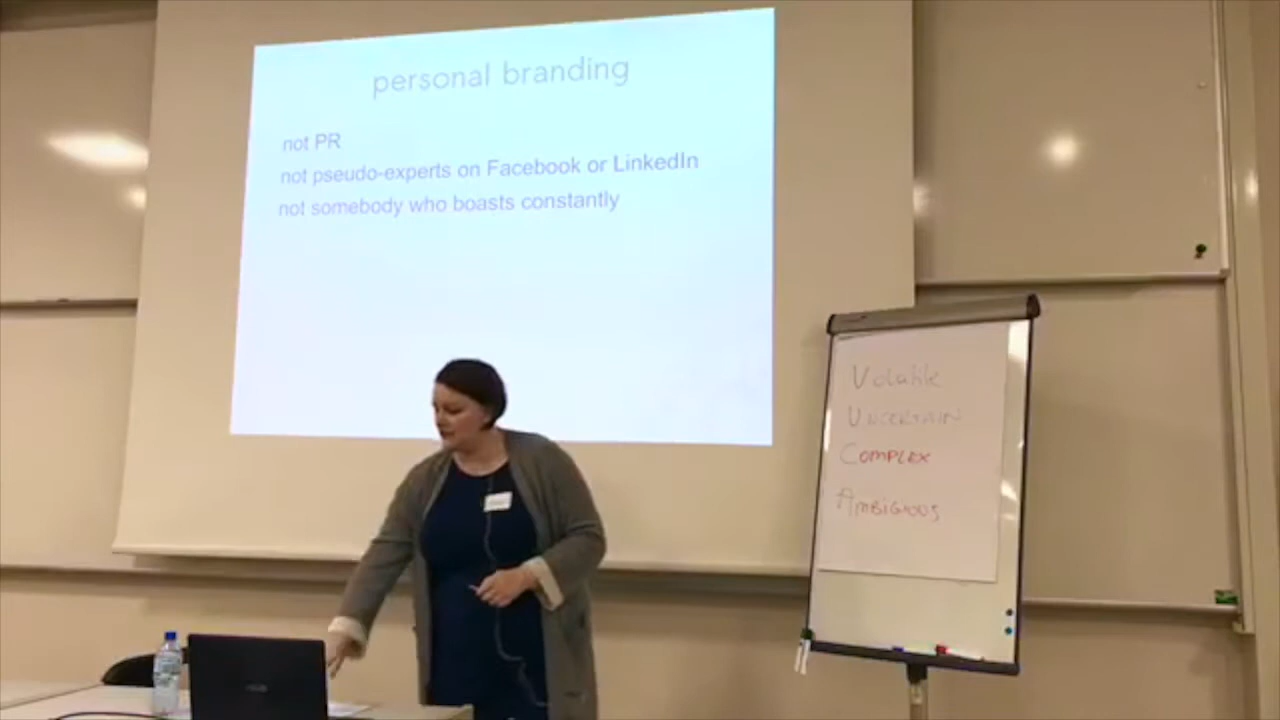 personal branding
not PR
not pseudo-experts on Facebook or LinkedIn
not somebody who boasts constantly
Volatile
UNCERTAIN
COMPLEX
AMBIGIOUS